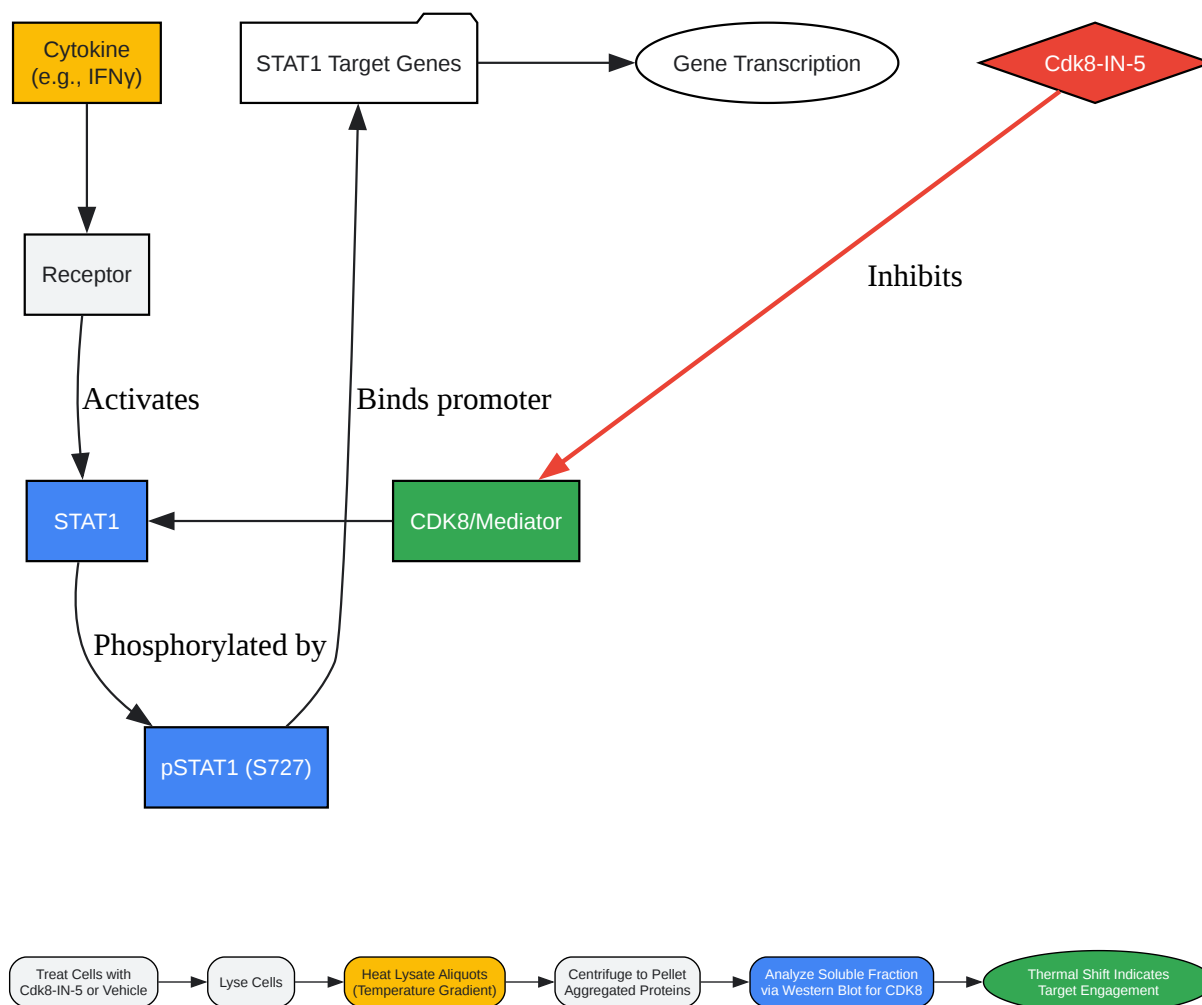 Cytokine
(e.g., IFNγ)
STAT1 Target Genes
Gene Transcription
Cdk8-IN-5
Receptor
Inhibits
Activates
Binds promoter
STAT1
CDK8/Mediator
Phosphorylated by
pSTAT1 (S727)
Treat Cells with
Cdk8-IN-5 or Vehicle
Lyse Cells
Heat Lysate Aliquots
(Temperature Gradient)
Centrifuge to Pellet
Aggregated Proteins
Analyze Soluble Fraction
via Western Blot for CDK8
Thermal Shift Indicates
Target Engagement